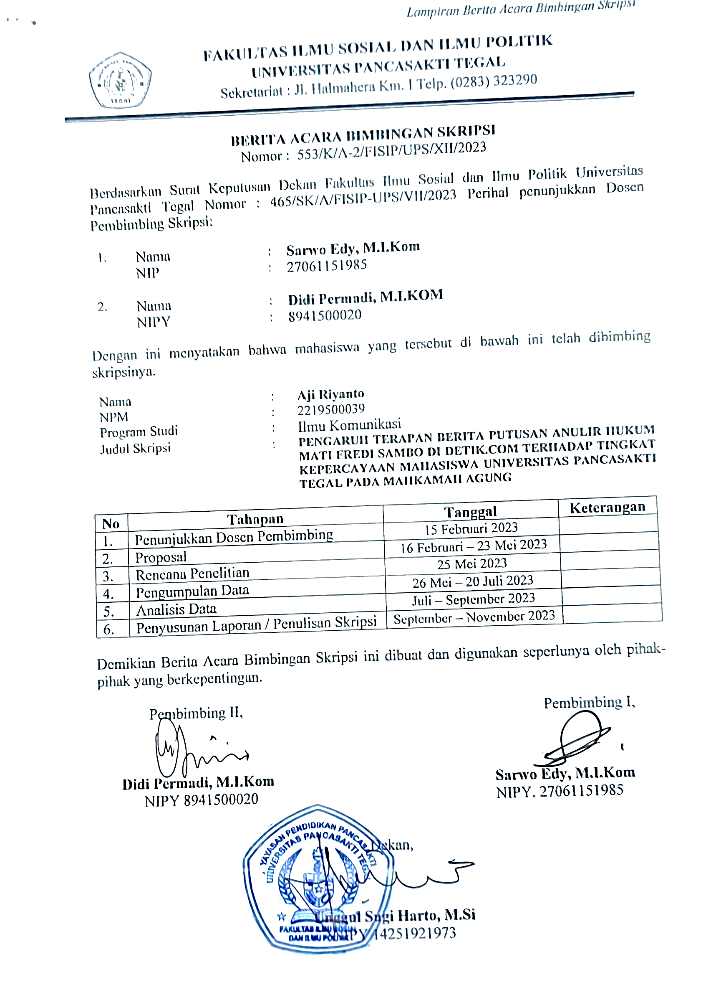 Lampiran Berita Acara Bimbingan Skripsi
FAKULTAS ILMU SOSIAL DAN ILMU POLITIK
UNIVERSITAS PANCASAKTI TEGAL
Sekretariat : Jl. Halmahera Km. 1 Telp. (0283) 323290
BERITA ACARA BIMBINGAN SKRIPSI
Nomor : 553/K/A-2/FISIP/UPS/XII/2023
Berdasarkan Surat Keputusan Dekan Fakultas Ilmu Sosial dan Ilmu Politik Universitas
Pancasakti Tegal Nomor : 465/SK/A/FISIP-UPS/VII/2023 Perihal penunjukkan Dosen
Pembimbing Skripsi:
1. Nama : Sarwo Edy, M.I.Kom
NIP : 27061151985
2. Nama : Didi Permadi, M.I.KOM
NIPY : 8941500020
Dengan ini menyatakan bahwa mahasiswa yang tersebut di bawah ini telah dibimbing
skripsinya.
Nama : Aji Riyanto
NPM : 2219500039
Program Studi : Ilmu Komunikasi
Judul Skripsi : PENGARUH TERAPAN BERITA PUTUSAN ANULIR HUKUM
MATI FREDI SAMBO DI DETIK.COM TERHADAP TINGKAT
KEPERCAYAAN MAHASISWA UNIVERSITAS PANCASAKTI
TEGAL PADA MAHKAMAH AGUNG
No Tahapan Tanggal Keterangan
1. Penunjukkan Dosen Pembimbing 15 Februari 2023
2. Proposal 16 Februari – 23 Mei 2023
3. Rencana Penelitian 25 Mei 2023
4. Pengumpulan Data 26 Mei – 20 Juli 2023
5. Analisis Data Juli – September 2023
6. Penyusunan Laporan / Penulisan Skripsi September – November 2023
Demikian Berita Acara Bimbingan Skripsi ini dibuat dan digunakan seperlunya oleh pihak-
pihak yang berkepentingan.
Pembimbing II,
Pembimbing I,
Didi Permadi, M.I.Kom
NIPY 8941500020
Sarwo Edy, M.I.Kom
NIPY. 27061151985
YAYASAN PENDIDIKAN PANCASAKTI
UNIVERSITAS PANCASAKTI TEGAL
Dekan,
Unggul Sugi Harto, M.Si
NIPY 14251921973
FAKULTAS ILMU SOSIAL
DAN ILMU POLITIK